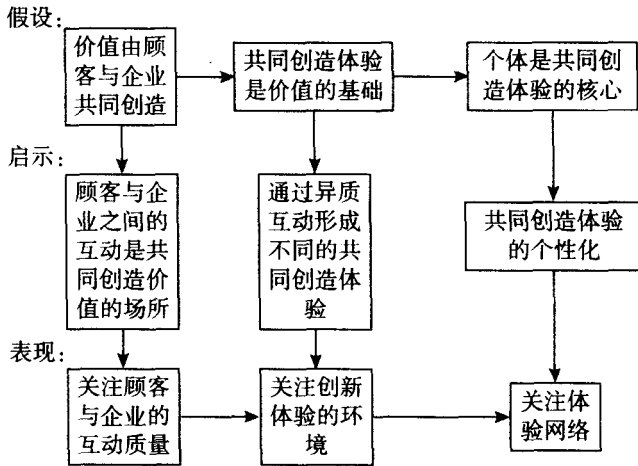 假设：
价值由顾
客与企业
共同创造
共同创造体验
是价值的基础
个体是共同创
造体验的核心
启示：
顾客与企
业之间的
互动是共
同创造价
值的场所
通过异质
互动形成
不同的共
同创造体
验
共同创造体验
的个性化
表现：
关注顾客
与企业的
互动质量
关注创新
体验的环
境
关注体
验网络